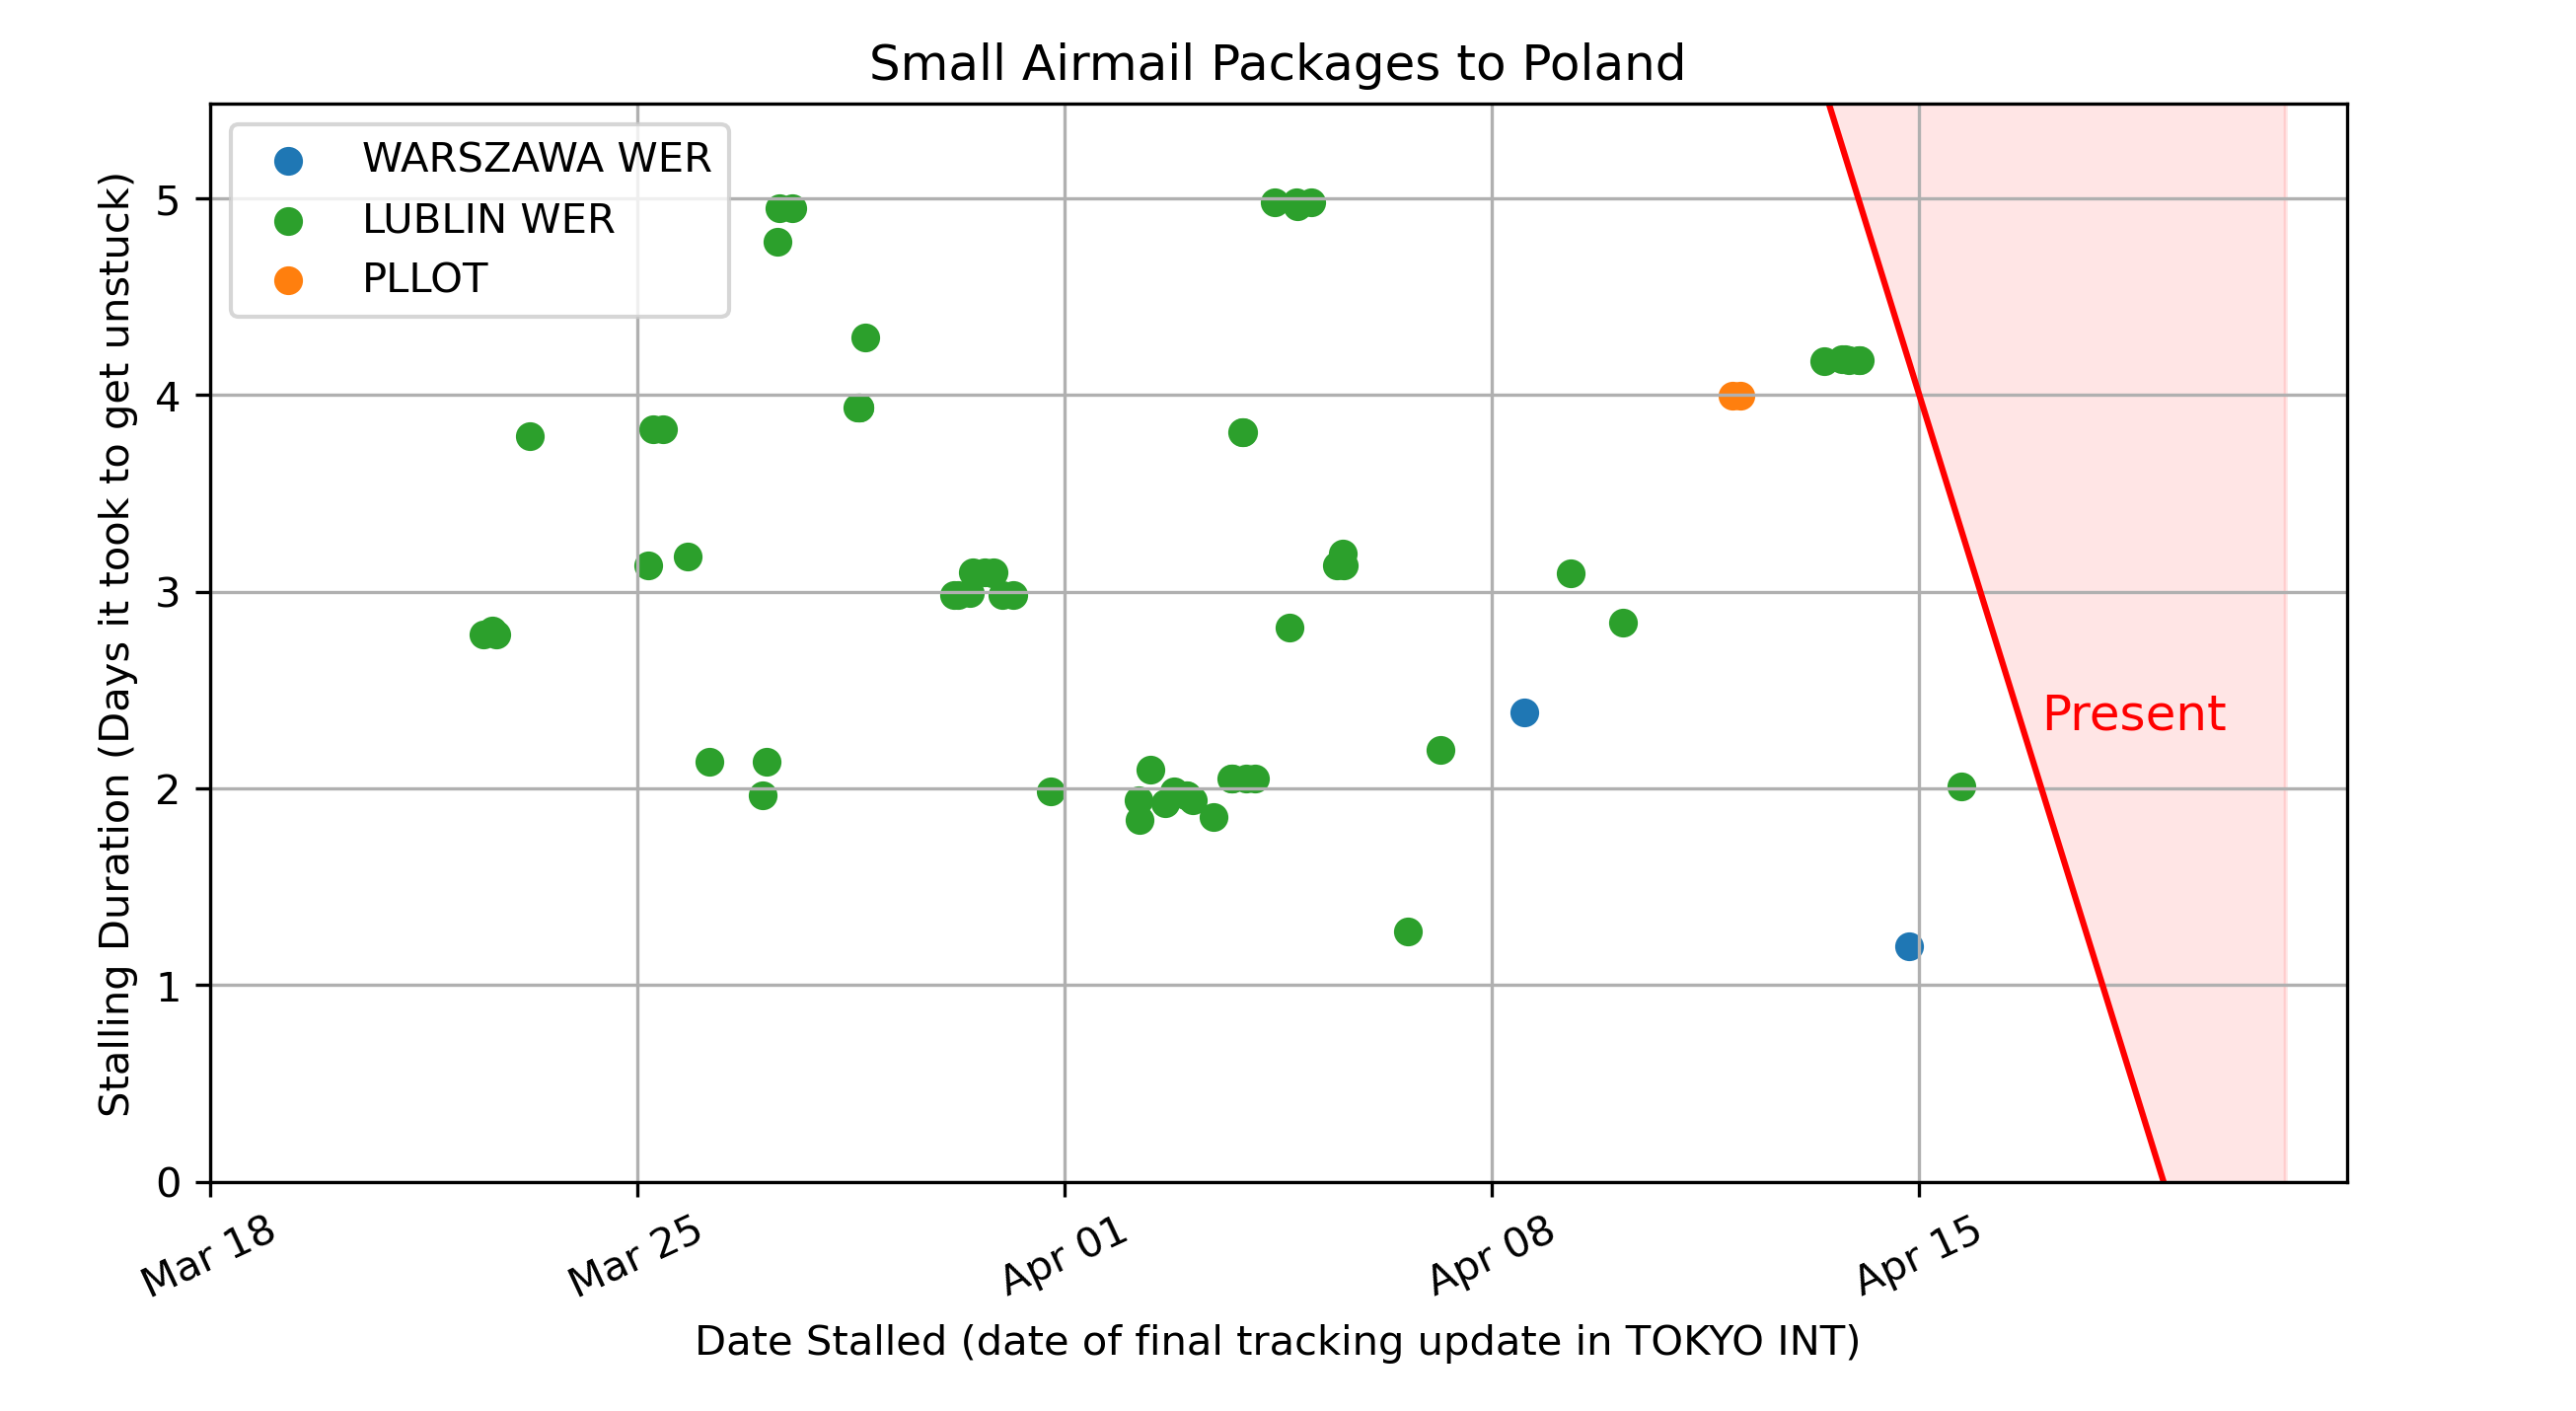 Small Airmail Packages to Poland
WARSZAWA WER
LUBLIN WER
PLLOT
Stalling Duration (Days it took to get unstuck)
5
4
3
2
1
0
Present
Mar 18
Mar 25
Apr 01
Apr 08
Apr 15
Date Stalled (date of final tracking update in TOKYO INT)